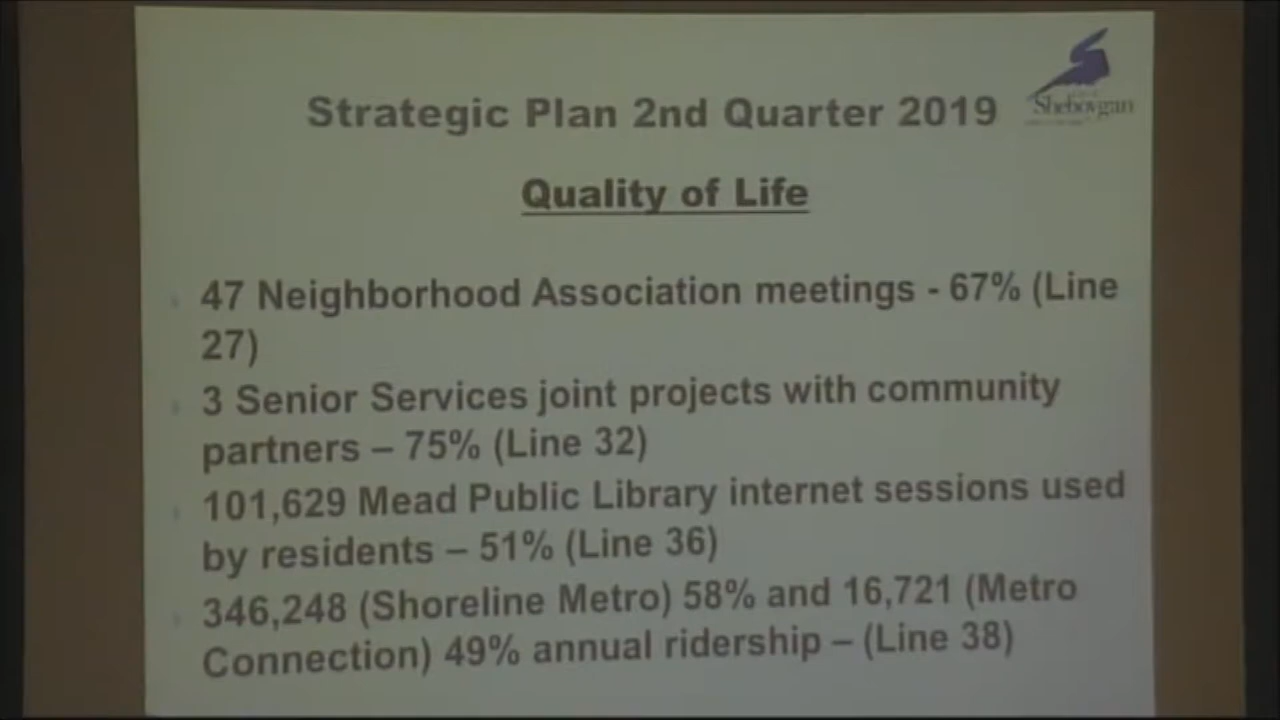 Strategic Plan 2nd Quarter 2019
Sheboygan
Quality of Life
47 Neighborhood Association meetings - 67% (Line
27)
3 Senior Services joint projects with community
partners – 75% (Line 32)
101,629 Mead Public Library internet sessions used
by residents – 51% (Line 36)
346,248 (Shoreline Metro) 58% and 16,721 (Metro
Connection) 49% annual ridership – (Line 38)